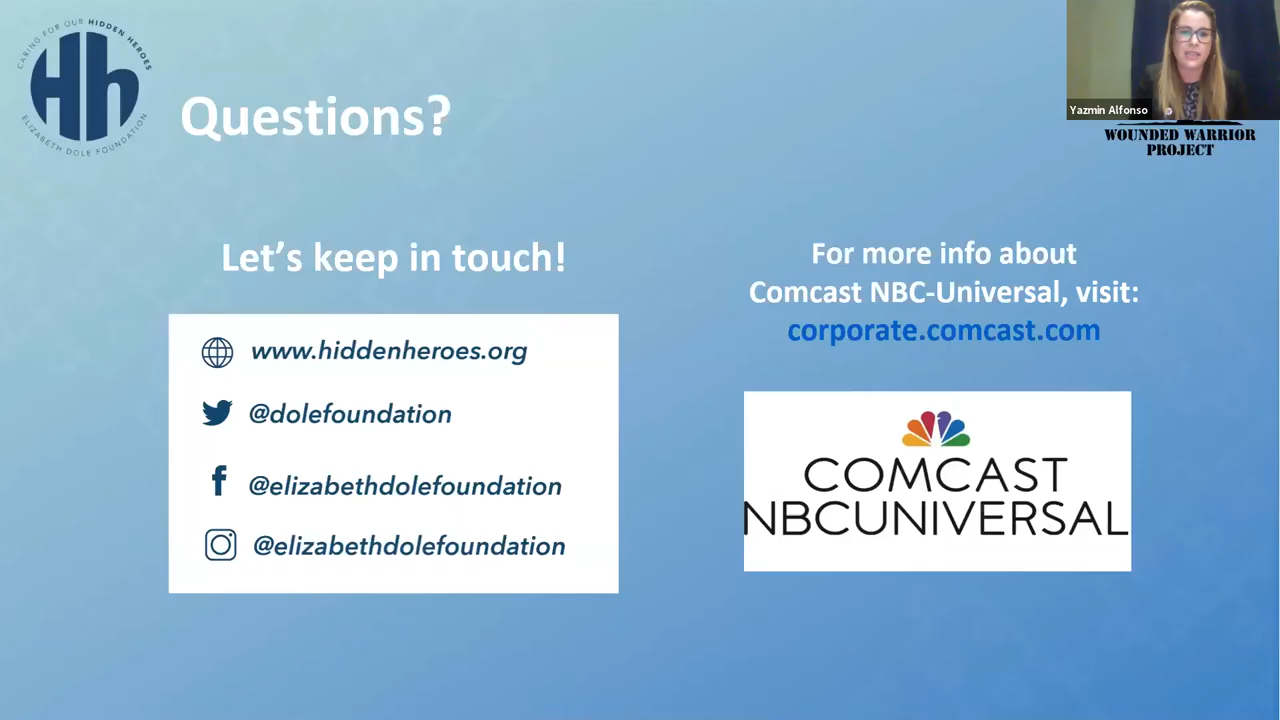 CARING FOR OUR HIDDEN HEROES
Hh
ELIZABETH DOLE FOUNDATION
Questions?
Yazmin Alfonso
WOUNDED WARRIOR
PROJECT
Let's keep in touch!
www.hiddenheroes.org
@dolefoundation
@elizabethdolefoundation
@elizabethdolefoundation
For more info about
Comcast NBC-Universal, visit:
corporate.comcast.com
COMCAST
NBCUNIVERSAL